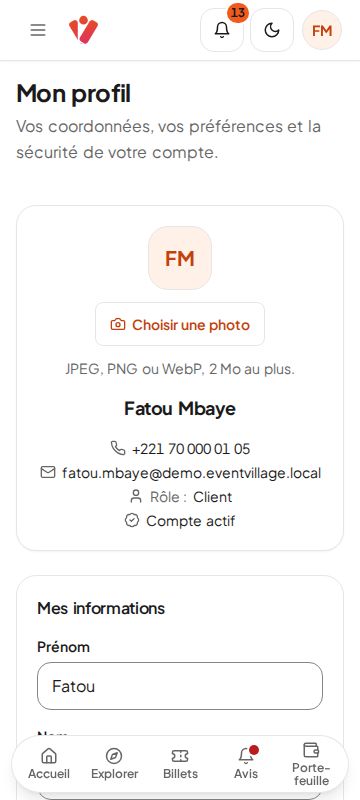 13
FM
Mon profil
Vos coordonnées, vos préférences et la
sécurité de votre compte.
FM
Choisir une photo
JPEG, PNG ou WebP, 2 Mo au plus.
Fatou Mbaye
+221 70 000 01 05
fatou.mbaye@demo.eventvillage.local
Rôle : Client
Compte actif
Mes informations
Prénom
Fatou
Accueil
Explorer
Billets
Avis
Porte-
feuille